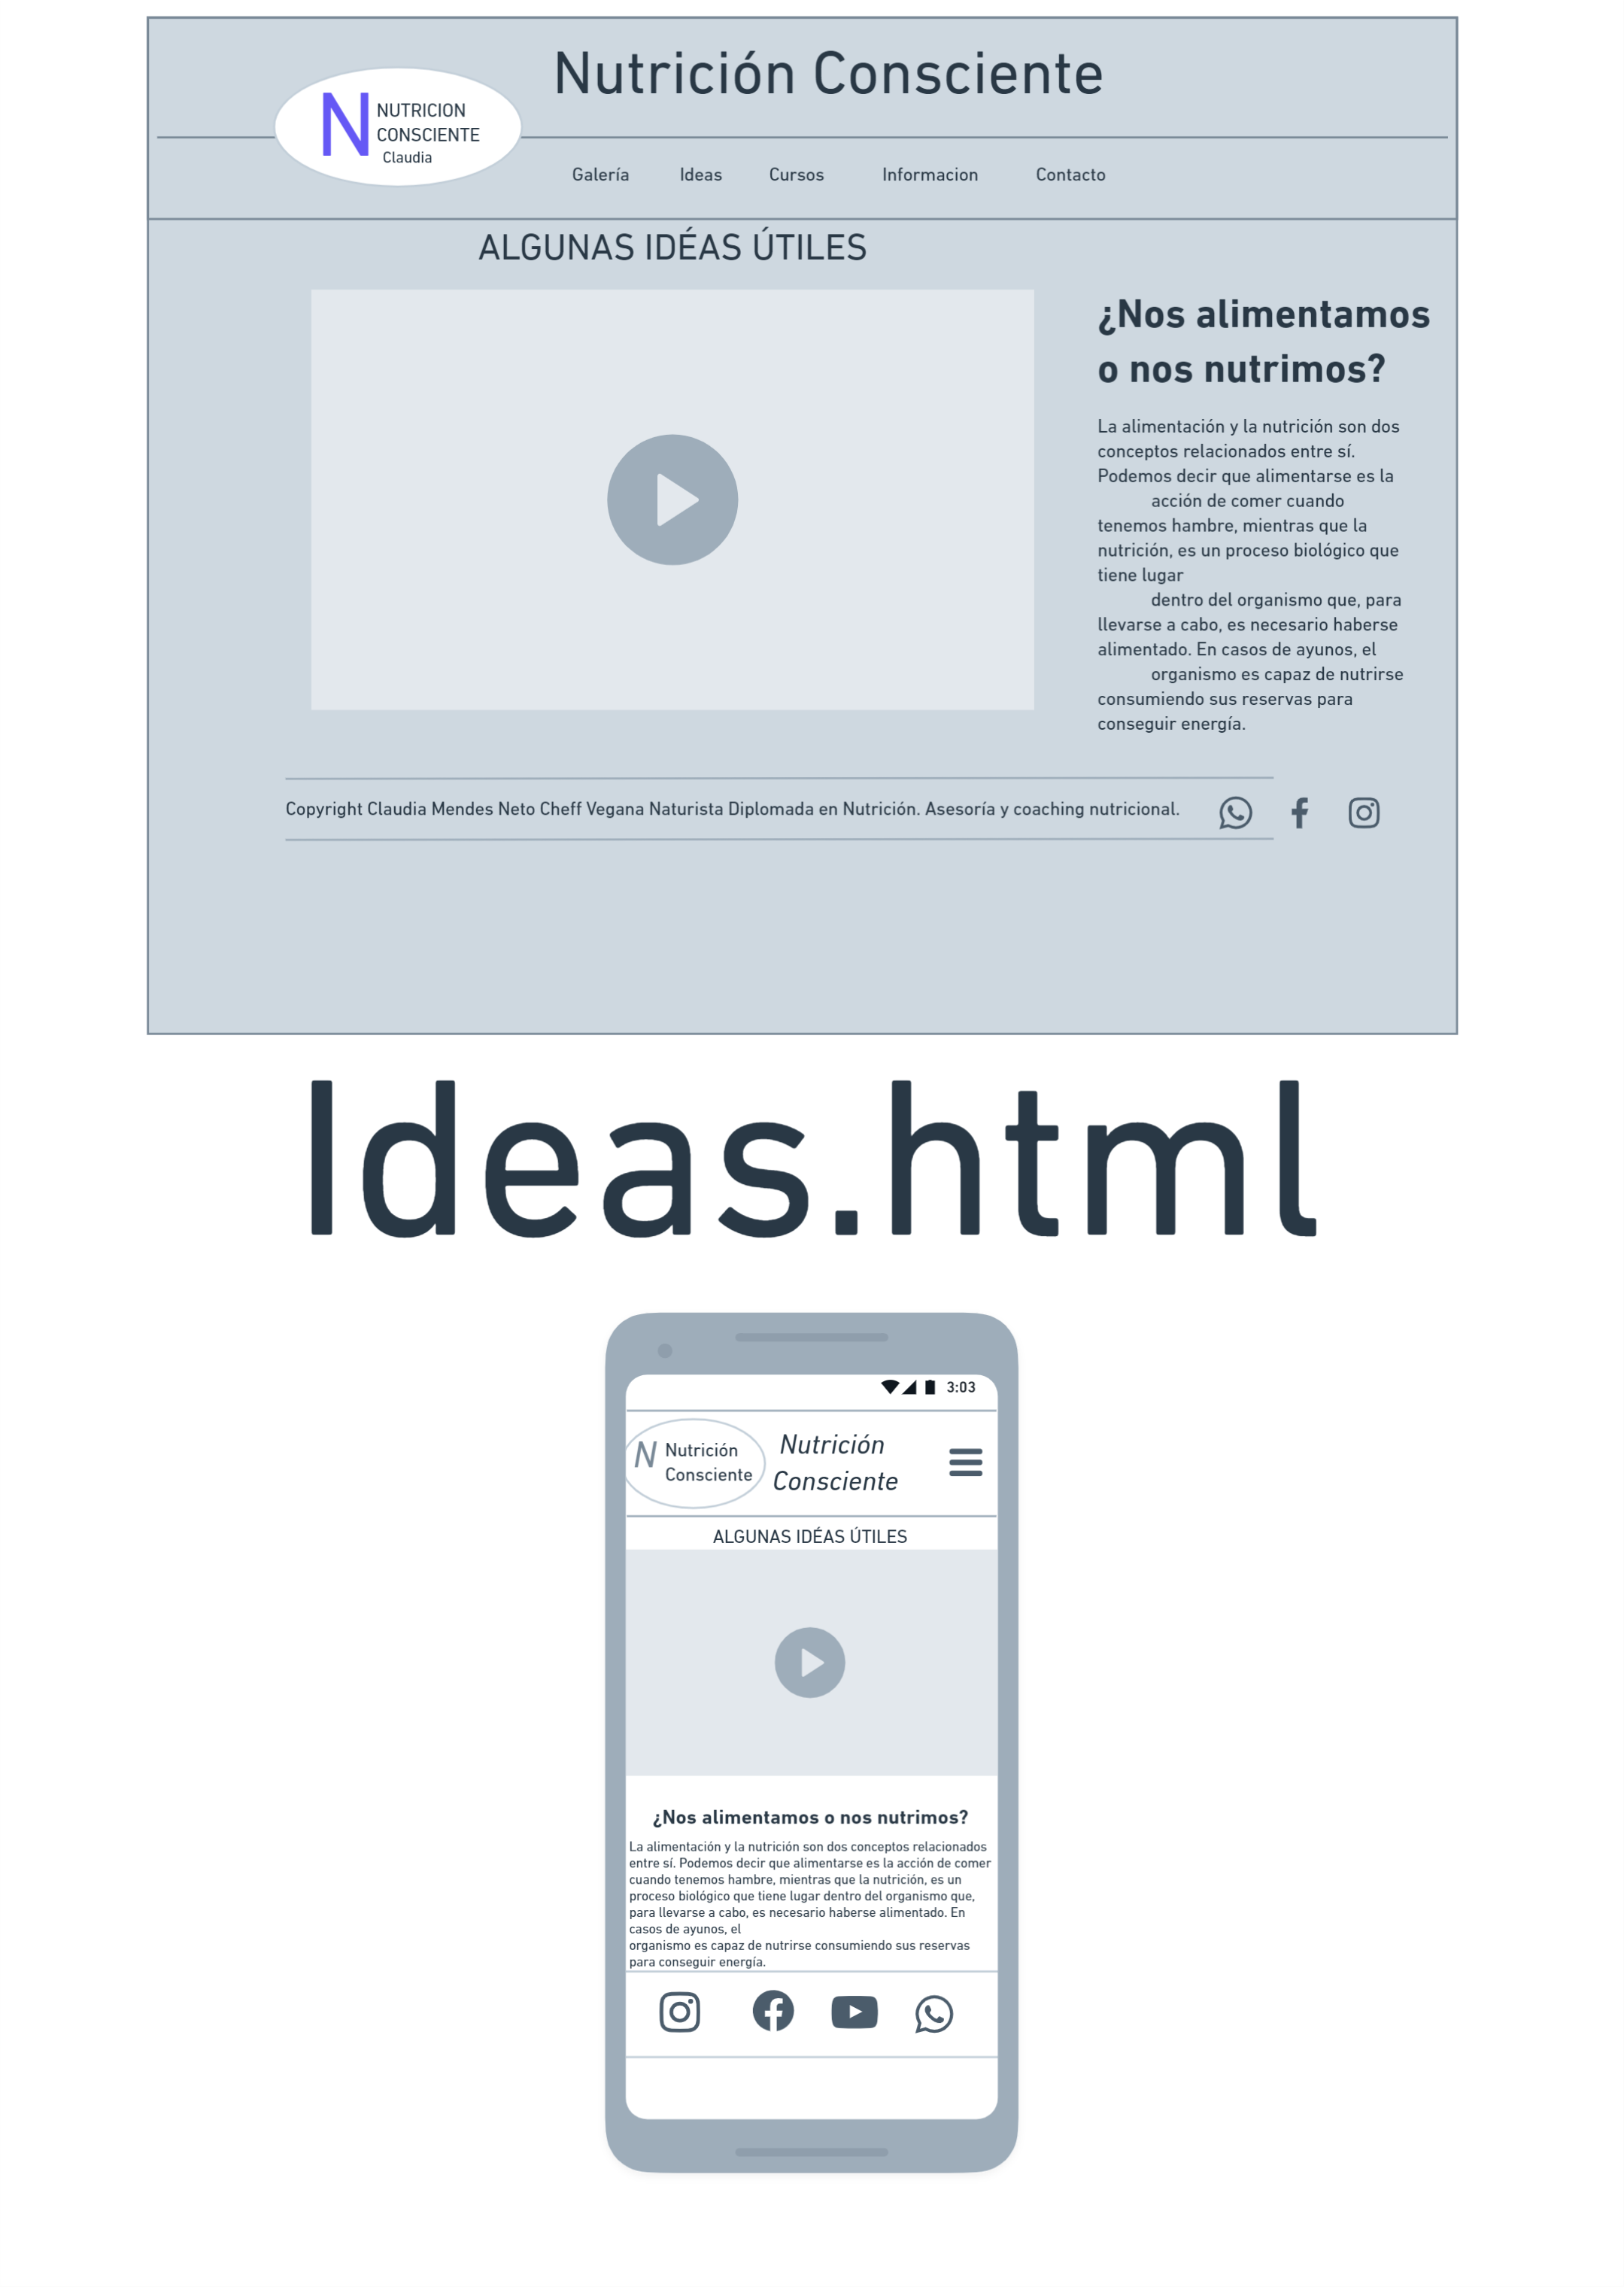 Nutrición Consciente
N NUTRICION
CONSCIENTE
Claudia
Galería Ideas Cursos Informacion Contacto
ALGUNAS IDÉAS ÚTILES
¿Nos alimentamos
o nos nutrimos?
La alimentación y la nutrición son dos
conceptos relacionados entre sí.
Podemos decir que alimentarse es la
acción de comer cuando
tenemos hambre, mientras que la
nutrición, es un proceso biológico que
tiene lugar
dentro del organismo que, para
llevarse a cabo, es necesario haberse
alimentado. En casos de ayunos, el
organismo es capaz de nutrirse
consumiendo sus reservas para
conseguir energía.
Copyright Claudia Mendes Neto Cheff Vegana Naturista Diplomada en Nutrición. Asesoría y coaching nutricional.
Ideas.html
3:03
N Nutrición
Consciente
Nutrición
Consciente
ALGUNAS IDÉAS ÚTILES
¿Nos alimentamos o nos nutrimos?
La alimentación y la nutrición son dos conceptos relacionados
entre sí. Podemos decir que alimentarse es la acción de comer
cuando tenemos hambre, mientras que la nutrición, es un
proceso biológico que tiene lugar dentro del organismo que,
para llevarse a cabo, es necesario haberse alimentado. En
casos de ayunos, el
organismo es capaz de nutrirse consumiendo sus reservas
para conseguir energía.